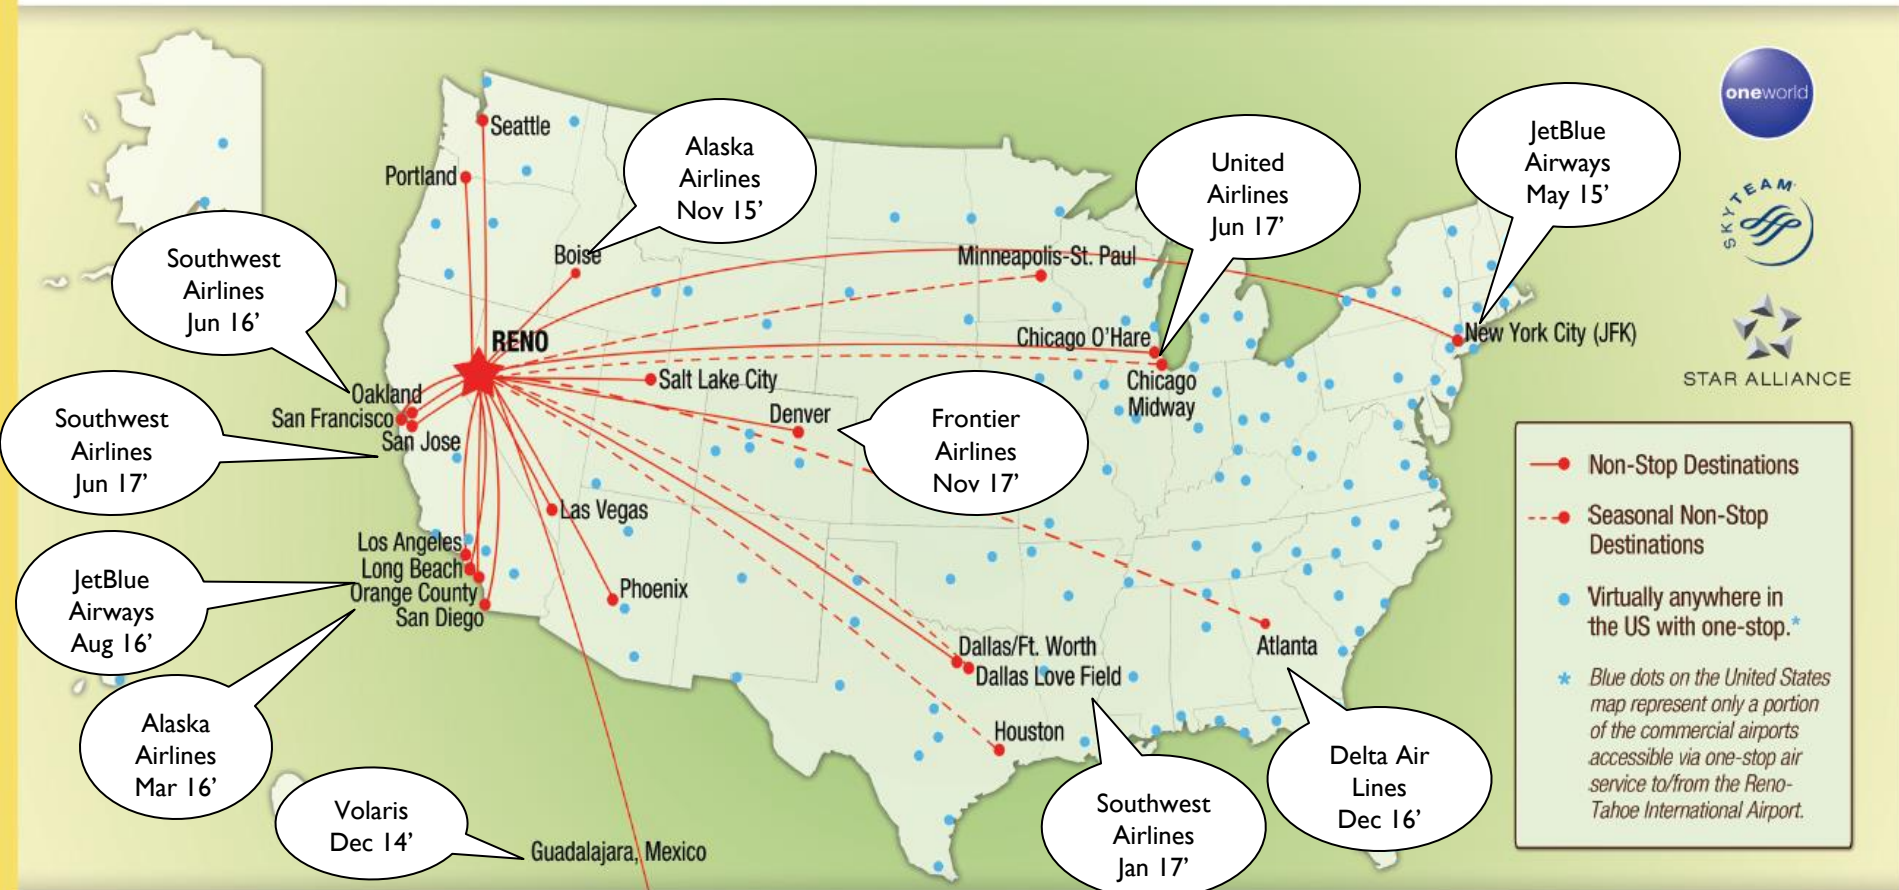 oneworld
SKYTEAM
STAR ALLIANCE
Seattle
Portland
Boise
RENO
Minneapolis-St. Paul
Chicago O'Hare
Chicago
Midway
New York City (JFK)
Salt Lake City
Denver
Oakland
San Francisco
San Jose
Las Vegas
Los Angeles
Long Beach
Orange County
San Diego
Phoenix
Dallas/Ft. Worth
Dallas Love Field
Houston
Atlanta
Guadalajara, Mexico
Alaska
Airlines
Nov 15’
United
Airlines
Jun 17’
JetBlue
Airways
May 15’
Southwest
Airlines
Jun 16’
Southwest
Airlines
Jun 17’
Frontier
Airlines
Nov 17’
JetBlue
Airways
Aug 16’
Alaska
Airlines
Mar 16’
Volaris
Dec 14’
Southwest
Airlines
Jan 17’
Delta Air
Lines
Dec 16’
Non-Stop Destinations
Seasonal Non-Stop
Destinations
Virtually anywhere in
the US with one-stop.*
* Blue dots on the United States
map represent only a portion
of the commercial airports
accessible via one-stop air
service to/from the Reno-
Tahoe International Airport.